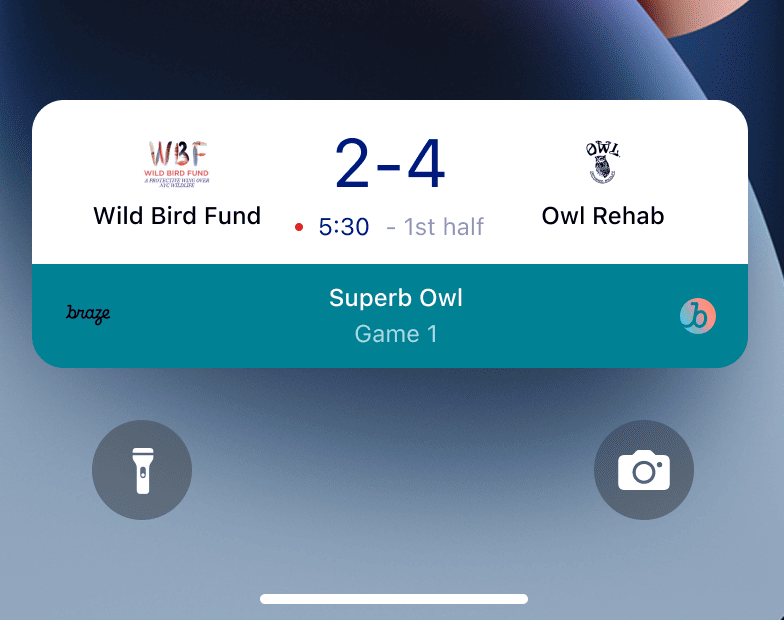 WBF
WILD BIRD FUND
A PROTECTIVE WING OVER
NYC WILDLIFE
Wild Bird Fund
2-4
5:30 - 1st half
OWL
Owl Rehab
braze
Superb Owl
Game 1
b